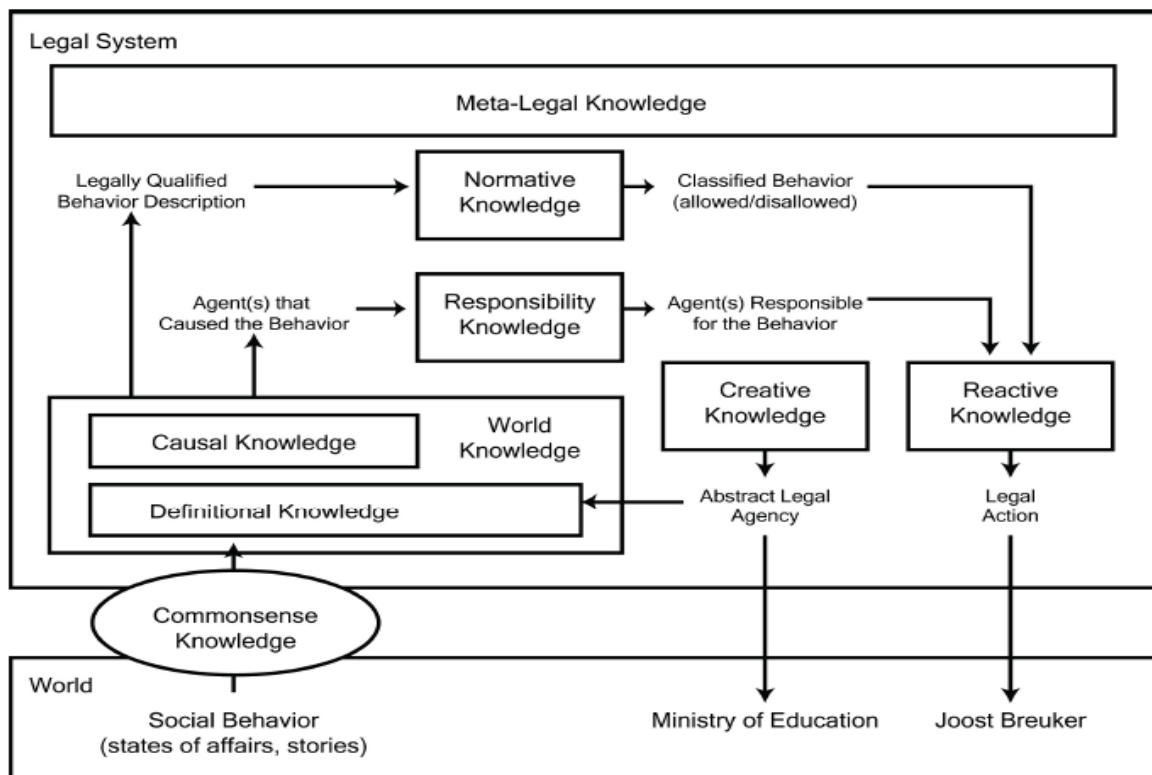 Legal System
Meta-Legal Knowledge
Legally Qualified
Behavior Description
Normative
Knowledge
Classified Behavior
(allowed/disallowed)
Agent(s) that
Caused the Behavior
Responsibility
Knowledge
Agent(s) Responsible
for the Behavior
Creative
Knowledge
Reactive
Knowledge
World
Knowledge
Causal Knowledge
Definitional Knowledge
Abstract Legal
Agency
Legal
Action
Commonsense
Knowledge
World
Social Behavior
(states of affairs, stories)
Ministry of Education
Joost Breuker